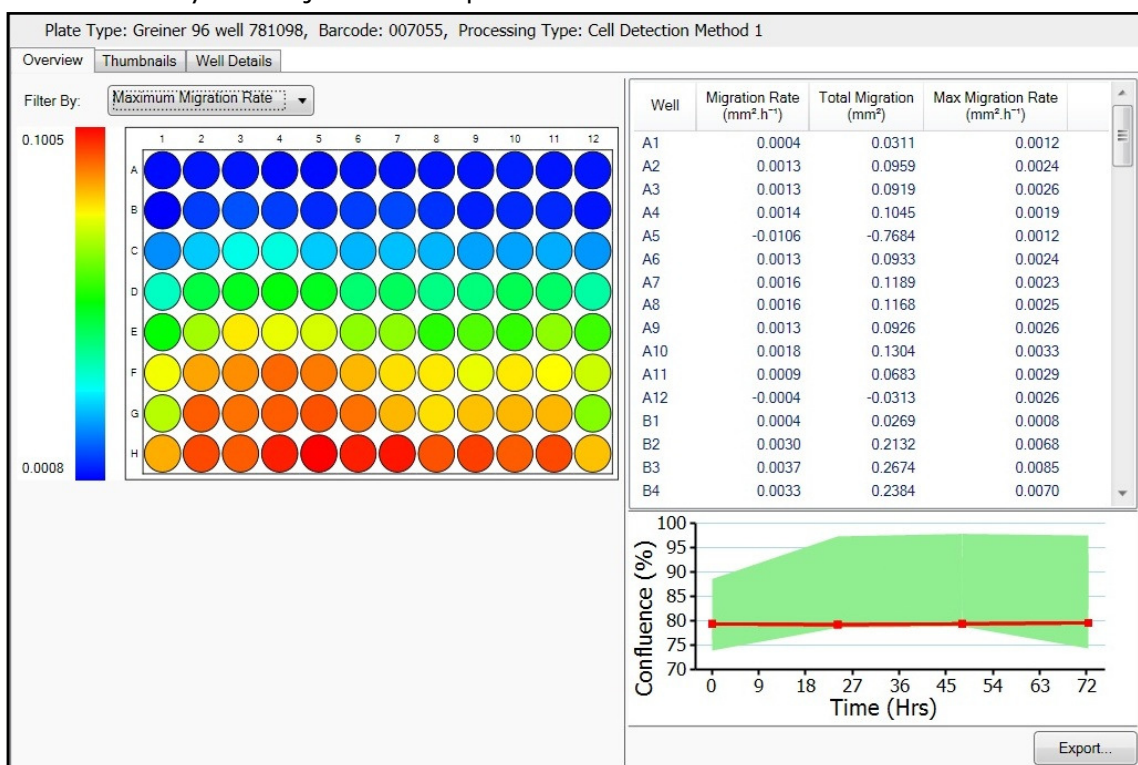 Plate Type: Greiner 96 well 781098, Barcode: 007055, Processing Type: Cell Detection Method 1
Overview Thumbnails Well Details
Filter By: Maximum Migration Rate
0.1005
1 2 3 4 5 6 7 8 9 10 11 12
A
B
C
D
E
F
G
H
0.0008
Well Migration Rate (mm².h⁻¹) Total Migration (mm²) Max Migration Rate (mm².h⁻¹)
A1 0.0004 0.0311 0.0012
A2 0.0013 0.0959 0.0024
A3 0.0013 0.0919 0.0026
A4 0.0014 0.1045 0.0019
A5 -0.0106 -0.7684 0.0012
A6 0.0013 0.0933 0.0024
A7 0.0016 0.1189 0.0023
A8 0.0016 0.1168 0.0025
A9 0.0013 0.0926 0.0026
A10 0.0018 0.1304 0.0033
A11 0.0009 0.0683 0.0029
A12 -0.0004 -0.0313 0.0026
B1 0.0004 0.0269 0.0008
B2 0.0030 0.2132 0.0068
B3 0.0037 0.2674 0.0085
B4 0.0033 0.2384 0.0070
Confluence (%)
100
95
90
85
80
75
70
0 9 18 27 36 45 54 63 72
Time (Hrs)
Export...